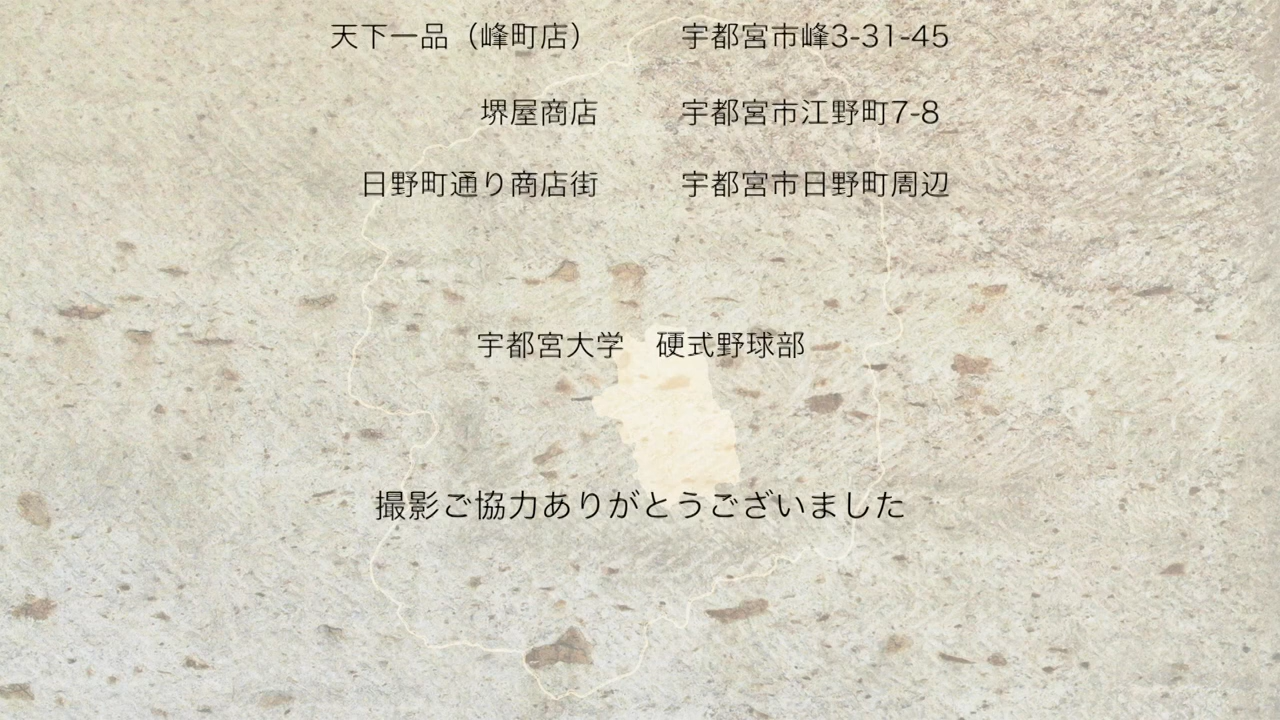 天下一品（峰町店） 宇都宮市峰3-31-45
堺屋商店 宇都宮市江野町7-8
日野町通り商店街 宇都宮市日野町周辺
宇都宮大学　硬式野球部
撮影ご協力ありがとうございました